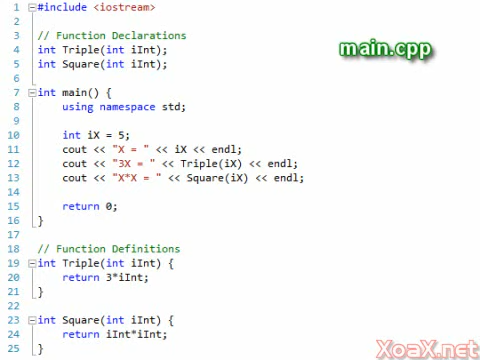 1 #include <iostream>
2
3 // Function Declarations
4 int Triple(int iInt);
5 int Square(int iInt);
6
7 int main() {
8     using namespace std;
9
10     int iX = 5;
11     cout << "X = " << iX << endl;
12     cout << "3X = " << Triple(iX) << endl;
13     cout << "X*X = " << Square(iX) << endl;
14
15     return 0;
16 }
17
18 // Function Definitions
19 int Triple(int iInt) {
20     return 3*iInt;
21 }
22
23 int Square(int iInt) {
24     return iInt*iInt;
25 }
main.cpp
XoaX.net